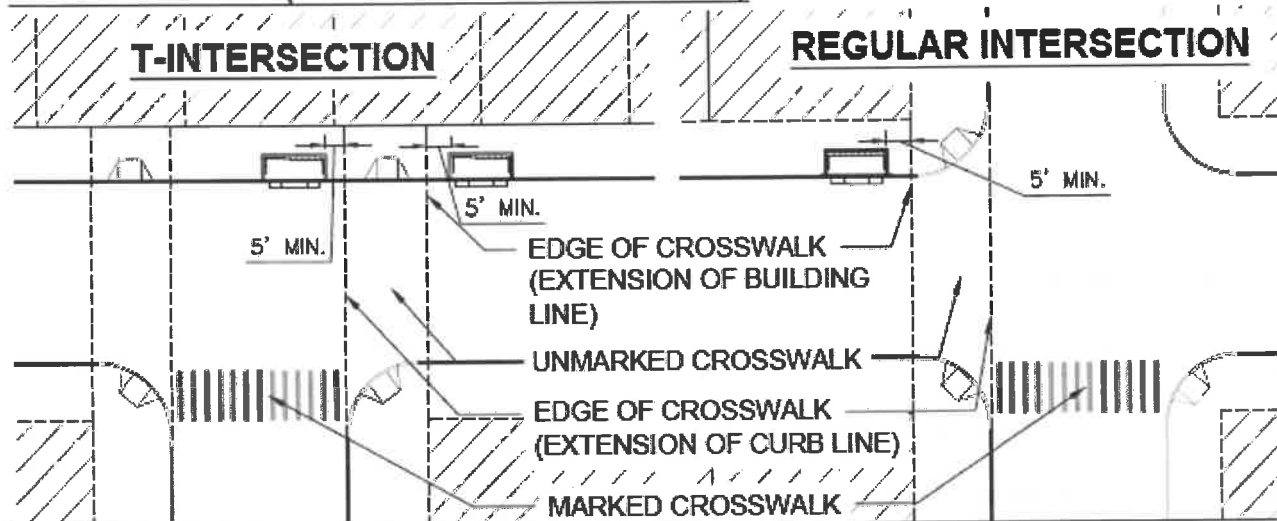 T-INTERSECTION
REGULAR INTERSECTION
5' MIN.
5' MIN.
5' MIN.
EDGE OF CROSSWALK
(EXTENSION OF BUILDING
LINE)
UNMARKED CROSSWALK
EDGE OF CROSSWALK
(EXTENSION OF CURB LINE)
MARKED CROSSWALK